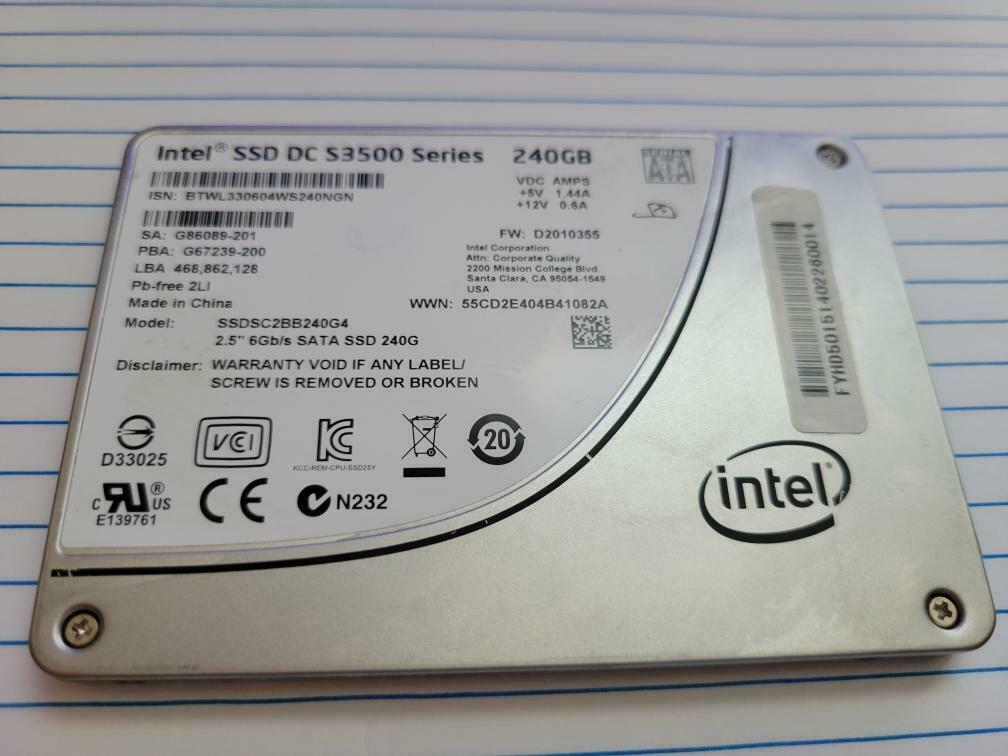 Intel® SSD DC S3500 Series 240GB
SERIAL ATA
VDC AMPS
+5V 1.44A
+12V 0.6A
ISN: BTWL330604WS240NGN
SA: G86089-201
PBA: G67239-200
LBA 468,862,128
Pb-free 2LI
Made in China
FW: D2010355
Intel Corporation
Attn: Corporate Quality
2200 Mission College Blvd.
Santa Clara, CA 95054-1549
USA
WWN: 55CD2E404B41082A
Model: SSDSC2BB240G4
2.5" 6Gb/s SATA SSD 240G
Disclaimer: WARRANTY VOID IF ANY LABEL/
SCREW IS REMOVED OR BROKEN
D33025
VCI
KCC-REM-CPU-SSD25Y
20
c RU ® US
E139761
CE
N232
FYHD50151402260014
intel®